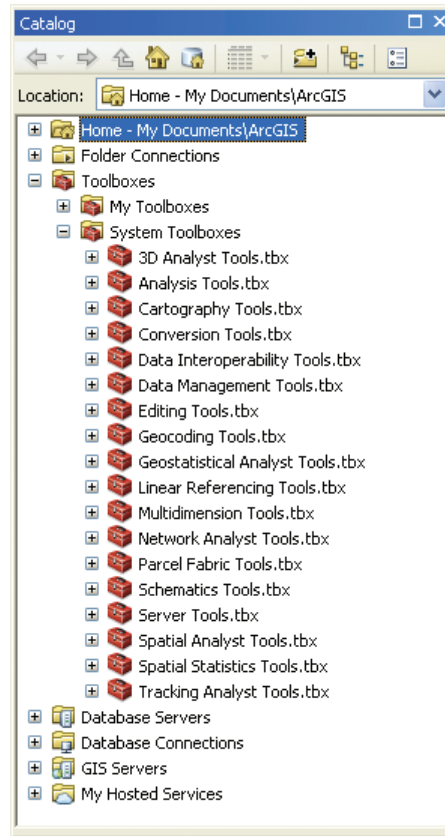 Catalog
Location: Home - My Documents\ArcGIS
Home - My Documents\ArcGIS
Folder Connections
Toolboxes
My Toolboxes
System Toolboxes
3D Analyst Tools.tbx
Analysis Tools.tbx
Cartography Tools.tbx
Conversion Tools.tbx
Data Interoperability Tools.tbx
Data Management Tools.tbx
Editing Tools.tbx
Geocoding Tools.tbx
Geostatistical Analyst Tools.tbx
Linear Referencing Tools.tbx
Multidimension Tools.tbx
Network Analyst Tools.tbx
Parcel Fabric Tools.tbx
Schematics Tools.tbx
Server Tools.tbx
Spatial Analyst Tools.tbx
Spatial Statistics Tools.tbx
Tracking Analyst Tools.tbx
Database Servers
Database Connections
GIS Servers
My Hosted Services